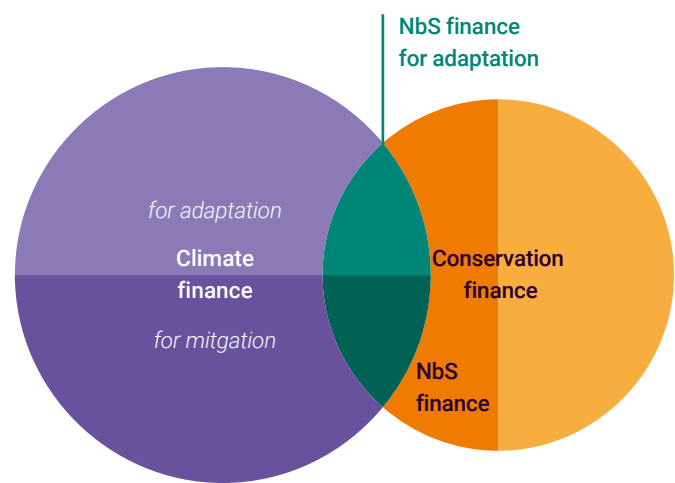 NbS finance
for adaptation
for adaptation
Climate
finance
for mitgation
Conservation
finance
NbS
finance